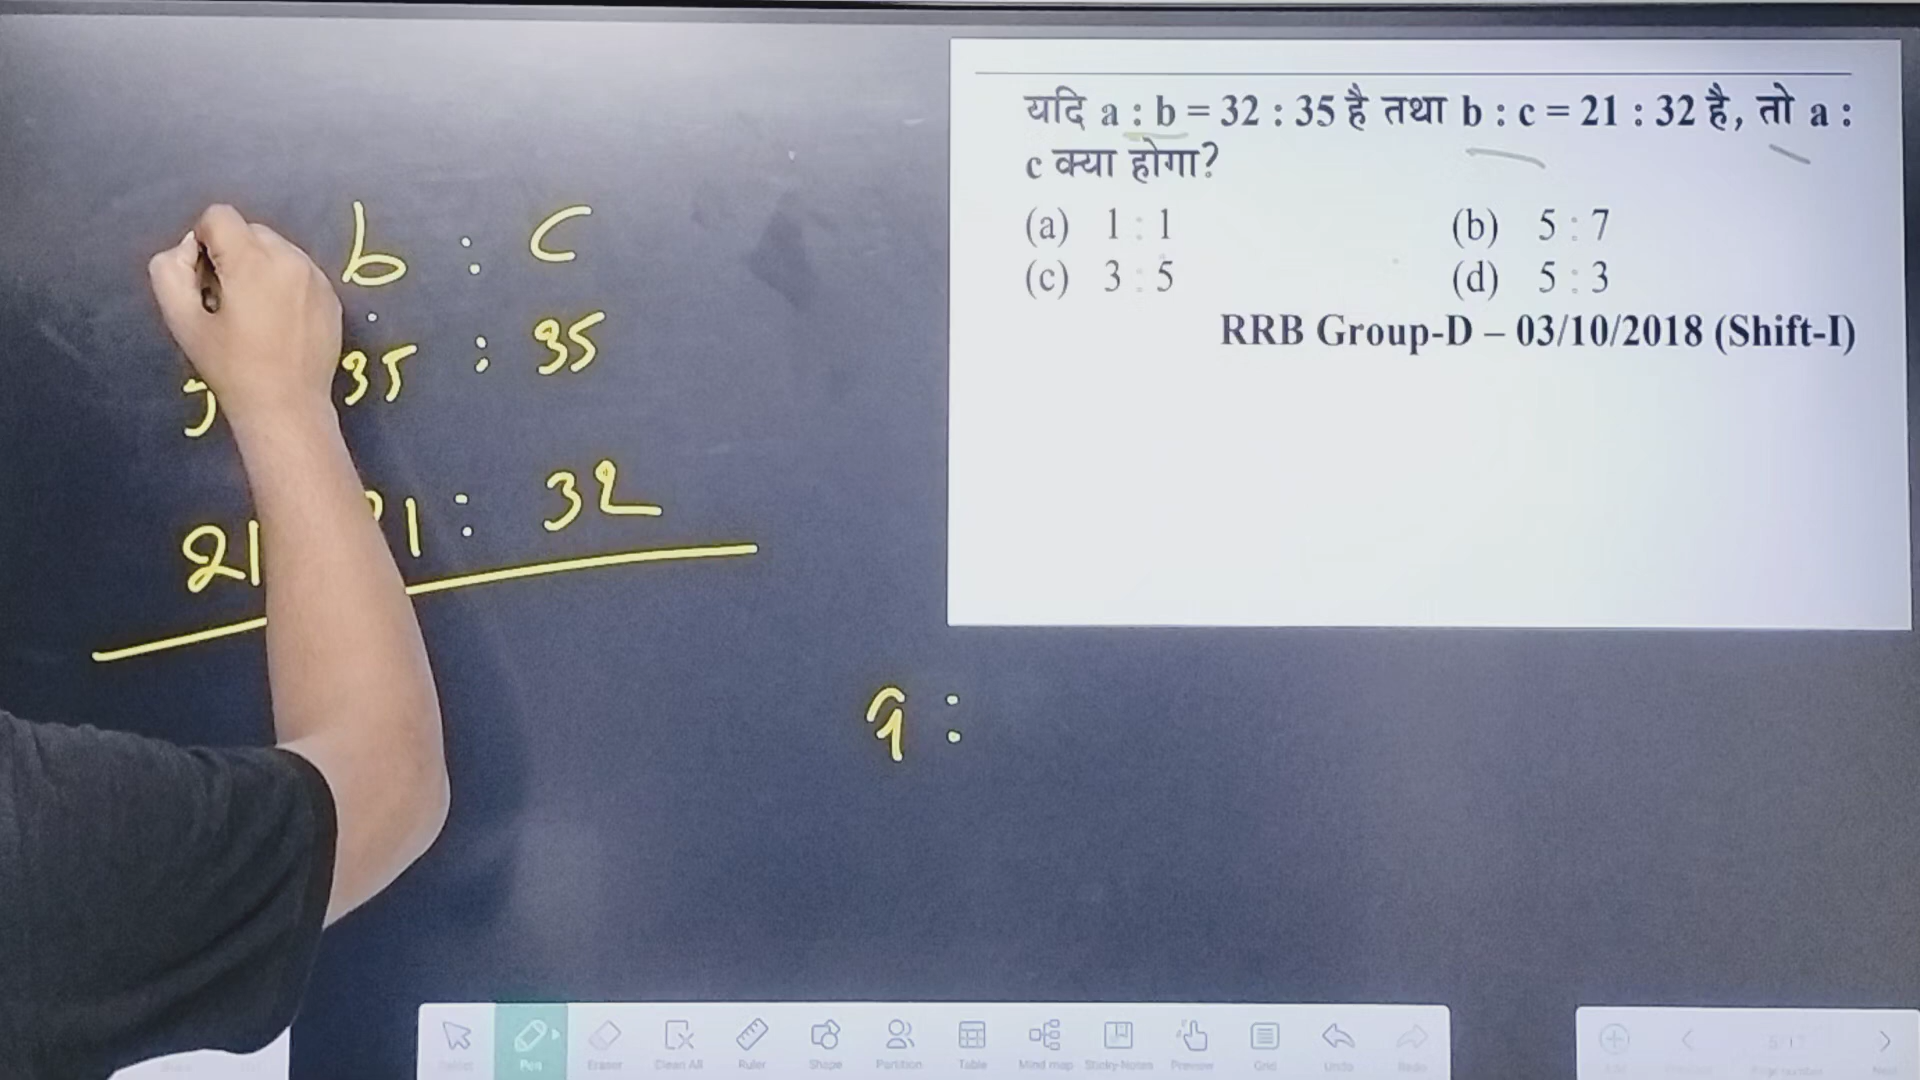 यदि a : b = 32 : 35 है तथा b : c = 21 : 32 है, तो a :
c क्या होगा?
(a) 1 : 1
(b) 5 : 7
(c) 3 : 5
(d) 5 : 3
RRB Group-D – 03/10/2018 (Shift-I)
b : c
35 : 35
21 : 32
a :
Select
Pen
Eraser
Clean All
Ruler
Shape
Partition
Table
Mind map
Sticky Notes
Preview
Grid
Undo
Redo